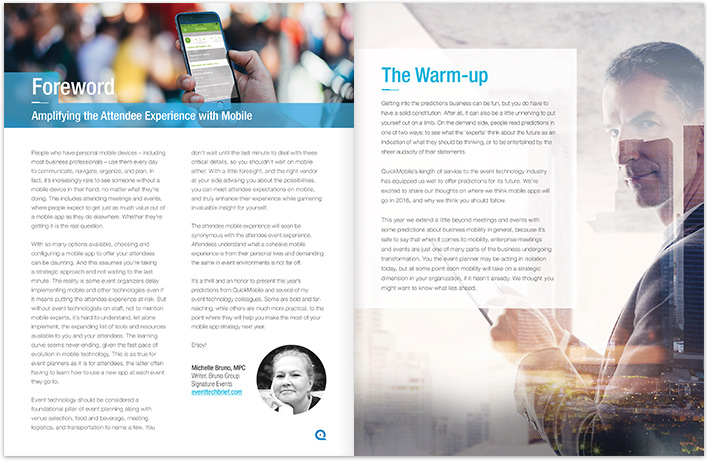 Foreword
Amplifying the Attendee Experience with Mobile
People who have personal mobile devices – including
most business professionals – use them every day
to communicate, navigate, organize, and plan. In
fact, it's increasingly rare to see someone without a
mobile device in their hand, no matter what they're
doing. This includes attending meetings and events,
where people expect to get just as much value out of
a mobile app as they do elsewhere. Whether they're
getting it is the real question.
With so many options available, choosing and
configuring a mobile app to offer your attendees
can be daunting. And this assumes you're taking
a strategic approach and not waiting to the last
minute. The reality is some event organizers delay
implementing mobile and other technologies even if
it means putting the attendee experience at risk. But
without event technologists on staff, not to mention
mobile experts, it's hard to understand, let alone
implement, the expanding list of tools and resources
available to you and your attendees. The learning
curve seems never-ending, given the fast pace of
evolution in mobile technology. This is as true for
event planners as it is for attendees, the latter often
having to learn how to use a new app at each event
they go to.
Event technology should be considered a
foundational pillar of event planning along with
venue selection, food and beverage, meeting
logistics, and transportation to name a few. You
don't wait until the last minute to deal with these
critical details, so you shouldn't wait on mobile
either. With a little foresight, and the right vendor
at your side advising you about the possibilities,
you can meet attendee expectations on mobile,
and truly enhance their experience while garnering
invaluable insight for yourself.
The attendee mobile experience will soon be
synonymous with the attendee event experience.
Attendees understand what a cohesive mobile
experience is from their personal lives and demanding
the same in event environments is not far off.
It's a thrill and an honor to present this year's
predictions from QuickMobile and several of my
event technology colleagues. Some are bold and far-
reaching, while others are much more practical, to the
point where they will help you make the most of your
mobile app strategy next year.
Enjoy!
Michelle Bruno, MPC
Writer, Bruno Group
Signature Events
eventtechbrief.com
The Warm-up
Getting into the predictions business can be fun, but you do have to
have a solid constitution. After all, it can also be a little unnerving to put
yourself out on a limb. On the demand side, people read predictions in
one of two ways: to see what the 'experts' think about the future as an
indication of what they should be thinking, or to be entertained by the
sheer audacity of their statements.
QuickMobile's length of service to the event technology industry
has equipped us well to offer predictions for its future. We're
excited to share our thoughts on where we think mobile apps will
go in 2016, and why we think you should follow.
This year we extend a little beyond meetings and events with
some predictions about business mobility in general, because it's
safe to say that when it comes to mobility, enterprise meetings
and events are just one of many parts of the business undergoing
transformation. You the event planner may be acting in isolation
today, but at some point soon mobility will take on a strategic
dimension in your organization, if it hasn't already. We thought you
might want to know what lies ahead.